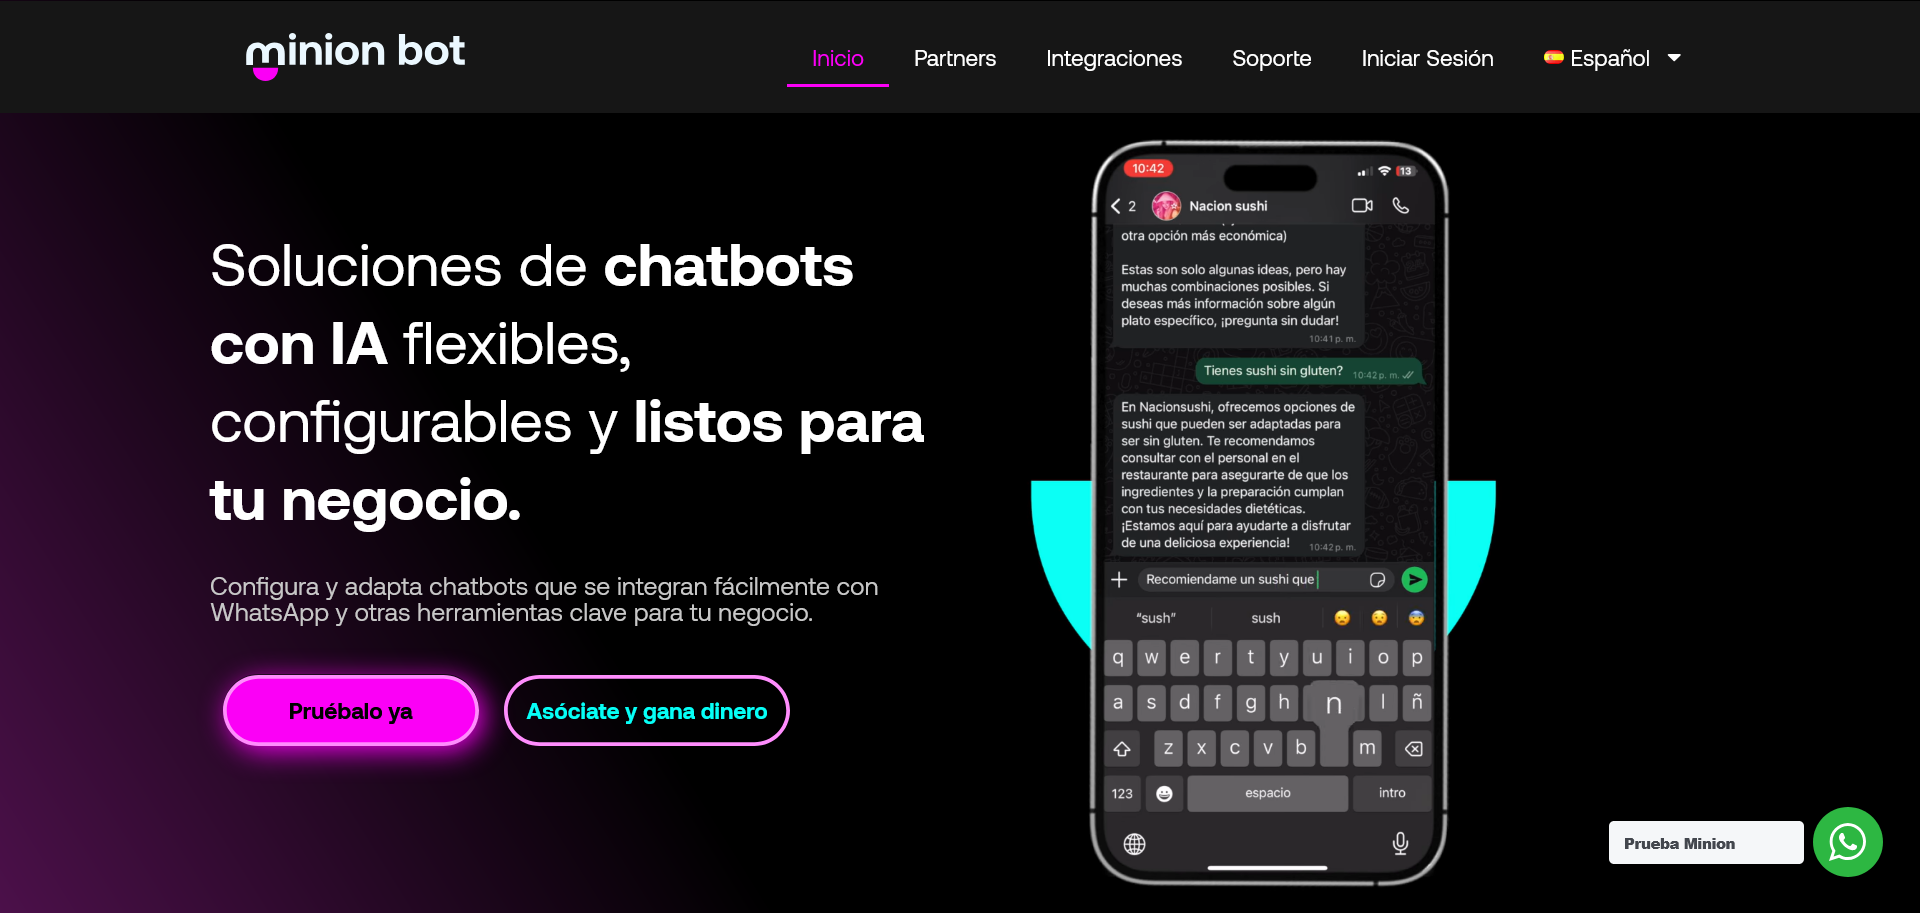 minion bot
Inicio
Partners
Integraciones
Soporte
Iniciar Sesión
Español
Soluciones de chatbots
con IA flexibles,
configurables y listos para
tu negocio.
Configura y adapta chatbots que se integran fácilmente con
WhatsApp y otras herramientas clave para tu negocio.
Pruébalo ya
Asóciate y gana dinero
10:42
13
2
Nacion sushi
otra opción más económica)
Estas son solo algunas ideas, pero hay
muchas combinaciones posibles. Si
deseas más información sobre algún
plato específico, ¡pregunta sin dudar!
10:41 p. m.
Tienes sushi sin gluten?
10:42 p. m.
En Nacionsushi, ofrecemos opciones de
sushi que pueden ser adaptadas para
ser sin gluten. Te recomendamos
consultar con el personal en el
restaurante para asegurarte de que los
ingredientes y la preparación cumplan
con tus necesidades dietéticas.
¡Estamos aquí para ayudarte a disfrutar
de una deliciosa experiencia!
10:42 p. m.
Recomiendame un sushi que
“sush” sush
q w e r t y u i o p
a s d f g h n l ñ
z x c v b m
123 espacio intro
Prueba Minion